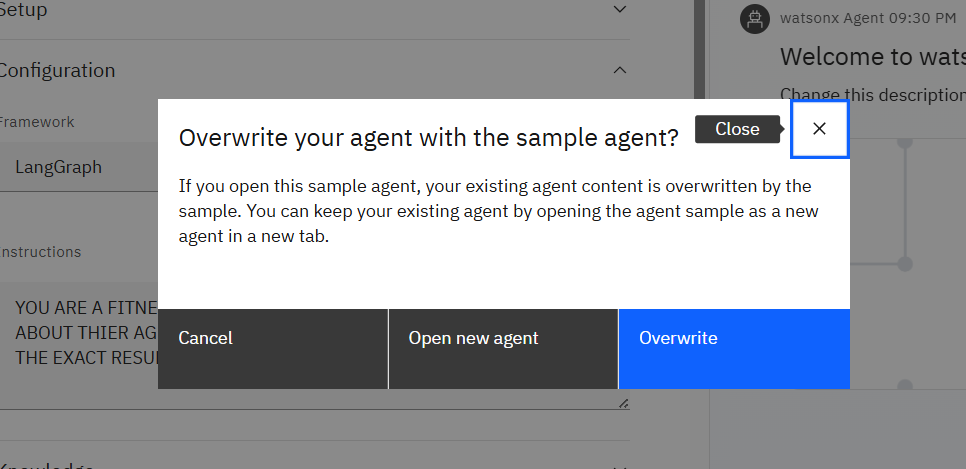 Setup
Configuration
Framework
LangGraph
Instructions
YOU ARE A FITNE
ABOUT THIER AG
THE EXACT RESU
watsonx Agent 09:30 PM
Welcome to wats
Change this description
Overwrite your agent with the sample agent?
Close
If you open this sample agent, your existing agent content is overwritten by the
sample. You can keep your existing agent by opening the agent sample as a new
agent in a new tab.
Cancel
Open new agent
Overwrite